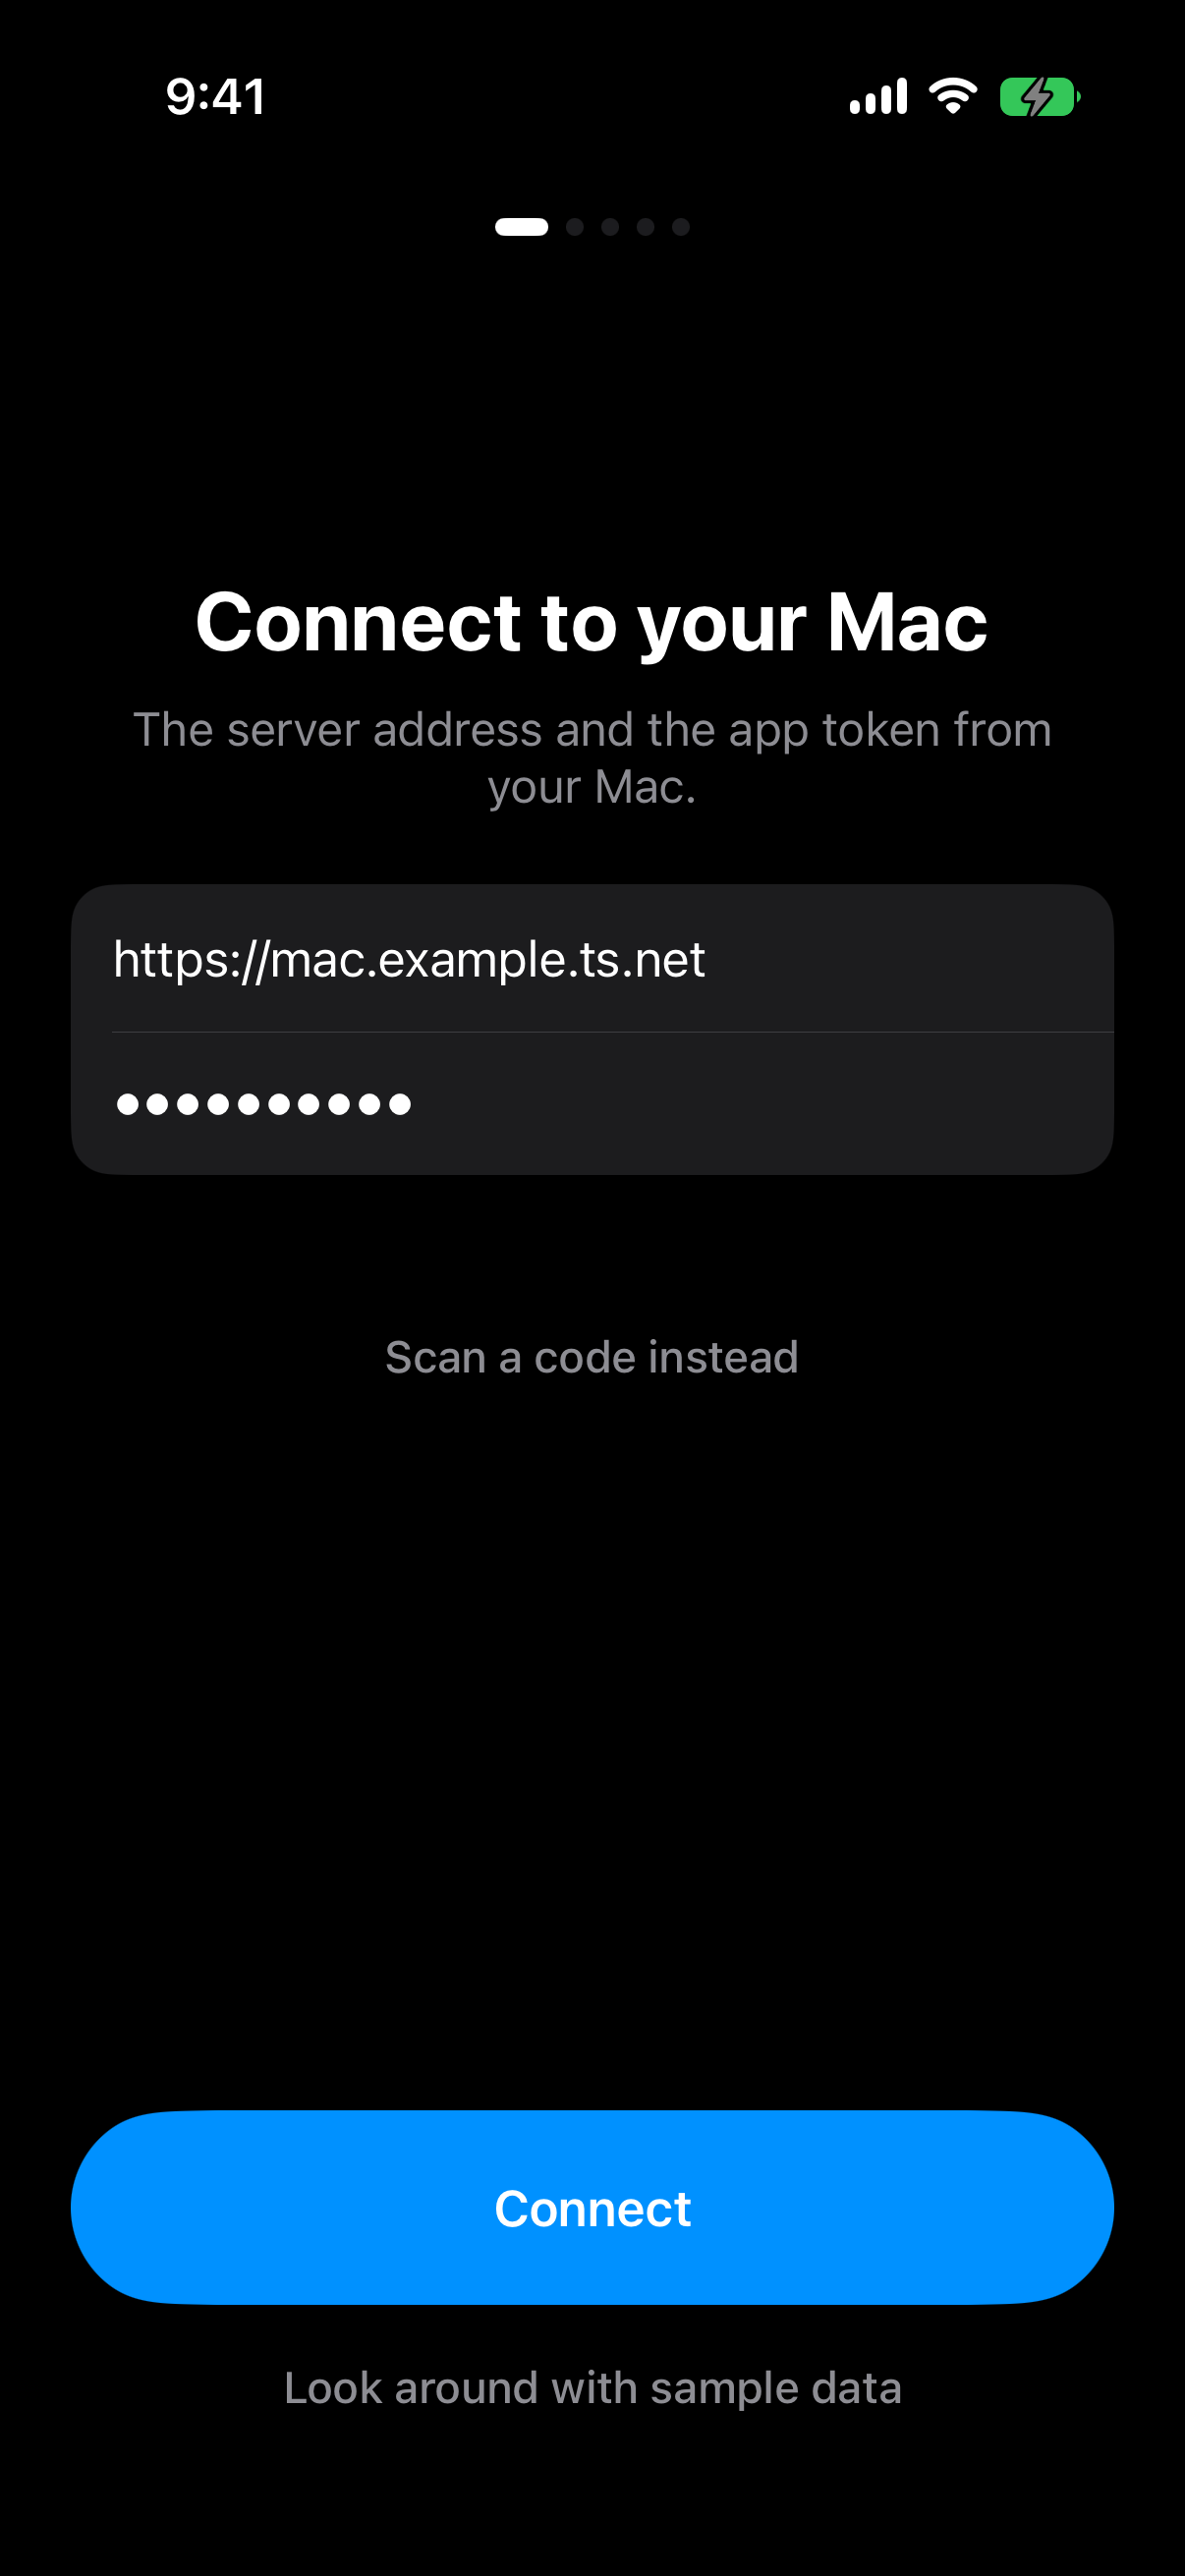 9:41
Connect to your Mac
The server address and the app token from
your Mac.
https://mac.example.ts.net
••••••••••
Scan a code instead
Connect
Look around with sample data